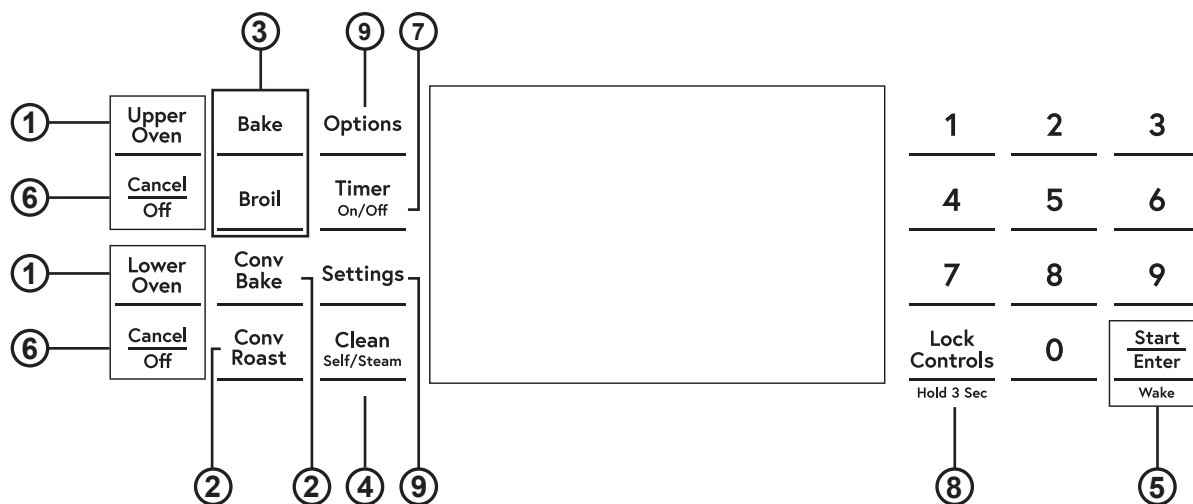 3 9 7
1 Upper Oven Bake Options 1 2 3
6 Cancel Off Broil Timer On/Off 4 5 6
1 Lower Oven Conv Bake Settings 7 8 9
6 Cancel Off Conv Roast Clean Self/Steam Lock Controls Hold 3 Sec 0 Start Enter Wake
2 2 4 9 8 5